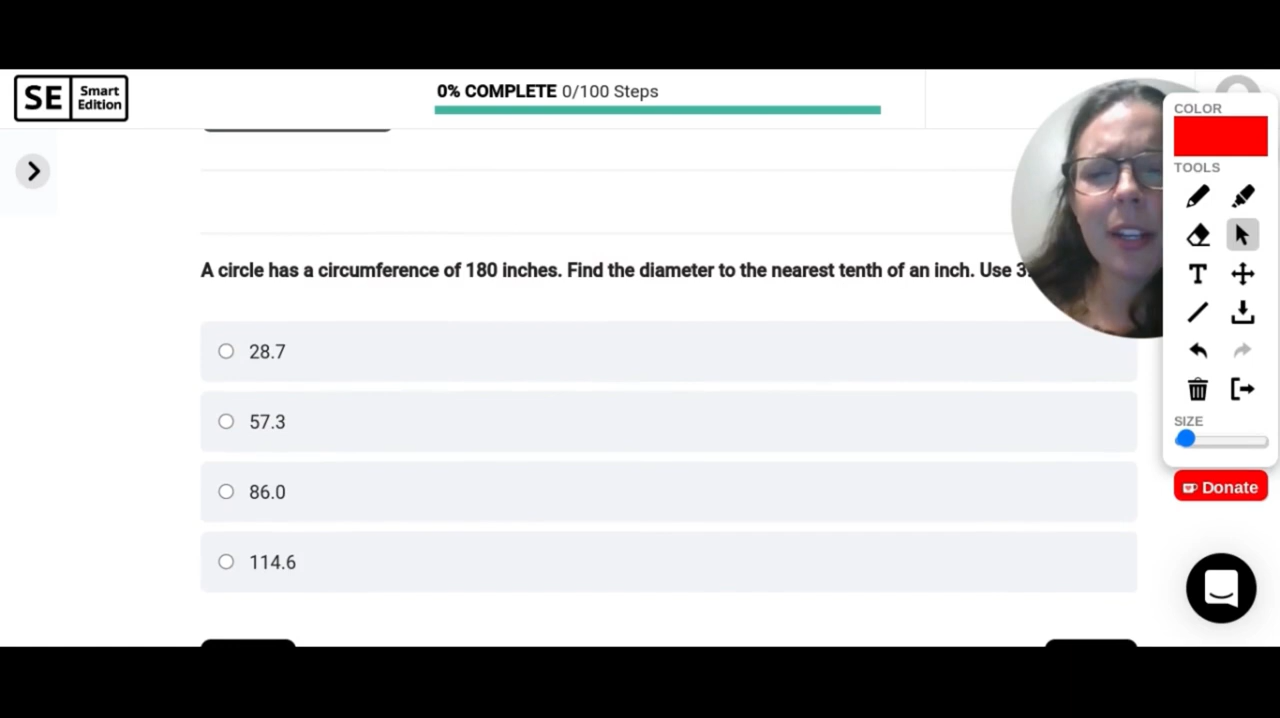 SE Smart Edition
0% COMPLETE 0/100 Steps
A circle has a circumference of 180 inches. Find the diameter to the nearest tenth of an inch. Use
28.7
57.3
86.0
114.6
COLOR
TOOLS
T
SIZE
Donate